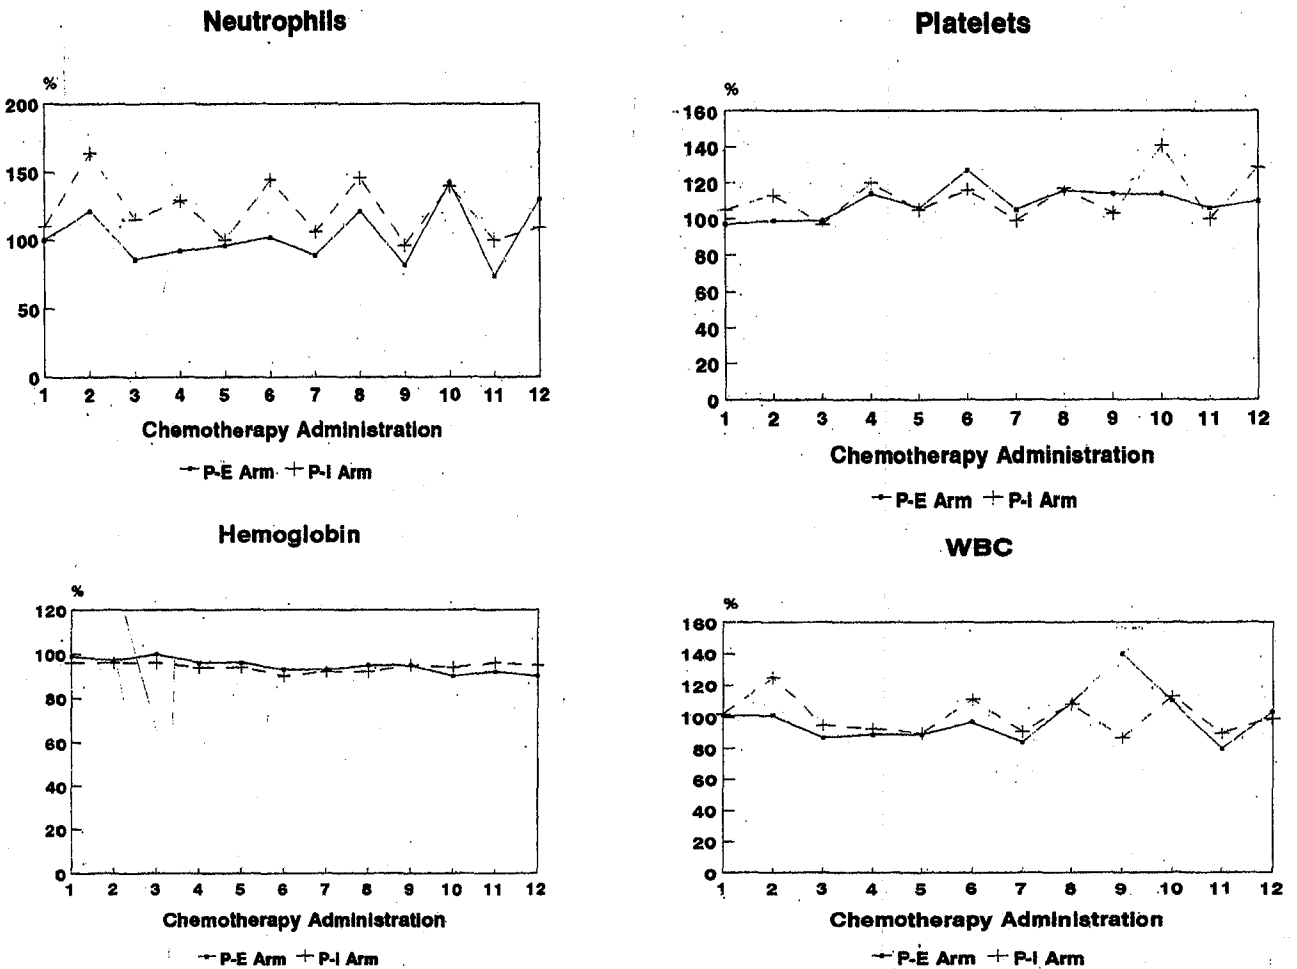 Neutrophils
%
200
150
100
50
0
1 2 3 4 5 6 7 8 9 10 11 12
Chemotherapy Administration
P-E Arm P-I Arm
Platelets
%
160
140
120
100
80
60
40
20
0
1 2 3 4 5 6 7 8 9 10 11 12
Chemotherapy Administration
P-E Arm P-I Arm
Hemoglobin
%
120
100
80
60
40
20
0
1 2 3 4 5 6 7 8 9 10 11 12
Chemotherapy Administration
P-E Arm P-I Arm
WBC
%
160
140
120
100
80
60
40
20
0
1 2 3 4 5 6 7 8 9 10 11 12
Chemotherapy Administration
P-E Arm P-I Arm